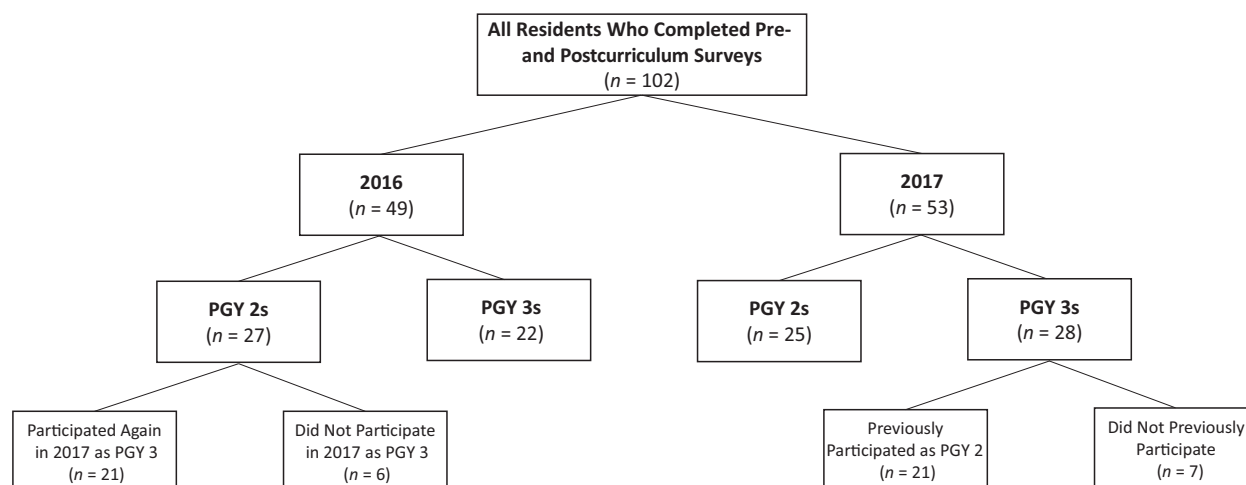 All Residents Who Completed Pre-
and Postcurriculum Surveys
(n = 102)
2016
(n = 49)
2017
(n = 53)
PGY 2s
(n = 27)
PGY 3s
(n = 22)
PGY 2s
(n = 25)
PGY 3s
(n = 28)
Participated Again
in 2017 as PGY 3
(n = 21)
Did Not Participate
in 2017 as PGY 3
(n = 6)
Previously
Participated as PGY 2
(n = 21)
Did Not Previously
Participate
(n = 7)